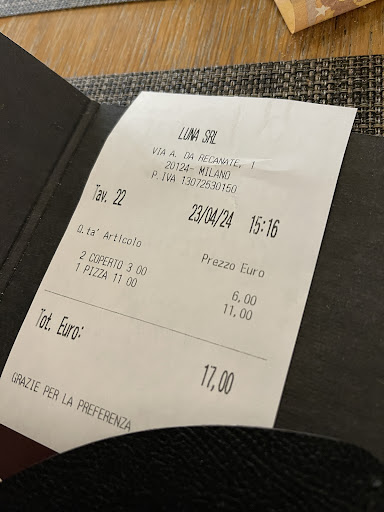 LUNA SRL
VIA A. DA RECANATE, 1
20124- MILANO
P.IVA 13072530150
Tav. 22 23/04/24 15:16
Q.ta' Articolo Prezzo Euro
2 COPERTO 3 00 6,00
1 PIZZA 11 00 11,00
Tot. Euro: 17,00
GRAZIE PER LA PREFERENZA